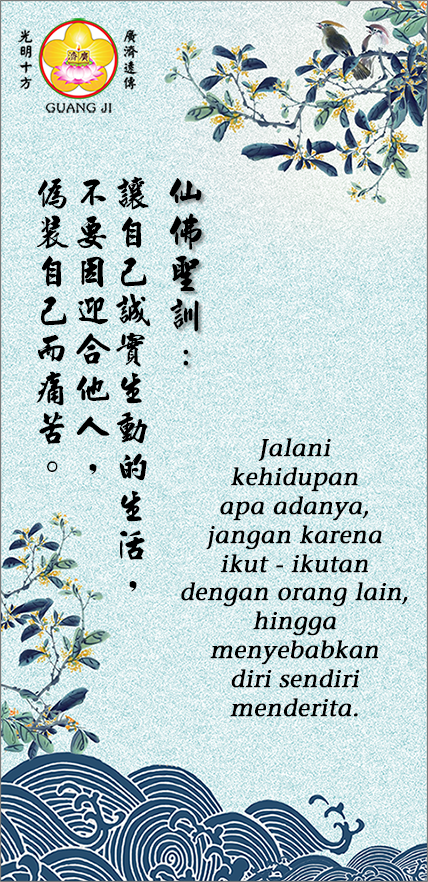 光明十方
廣濟遠傳
廣濟
GUANG JI
仙佛聖訓：
讓自己誠實生動的生活，
不要因迎合他人，
偽裝自己而痛苦。
Jalani
kehidupan
apa adanya,
jangan karena
ikut - ikutan
dengan orang lain,
hingga
menyebabkan
diri sendiri
menderita.